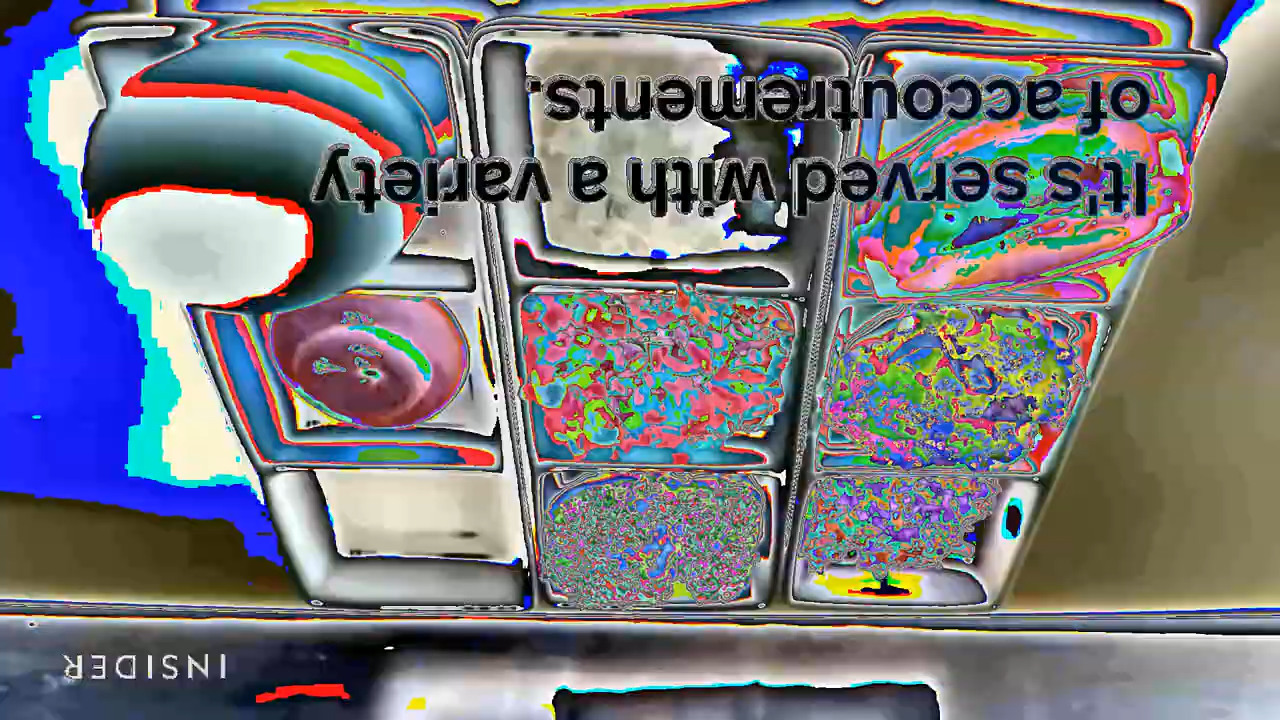 It's served with a variety
of accoutrements.
INSIDER